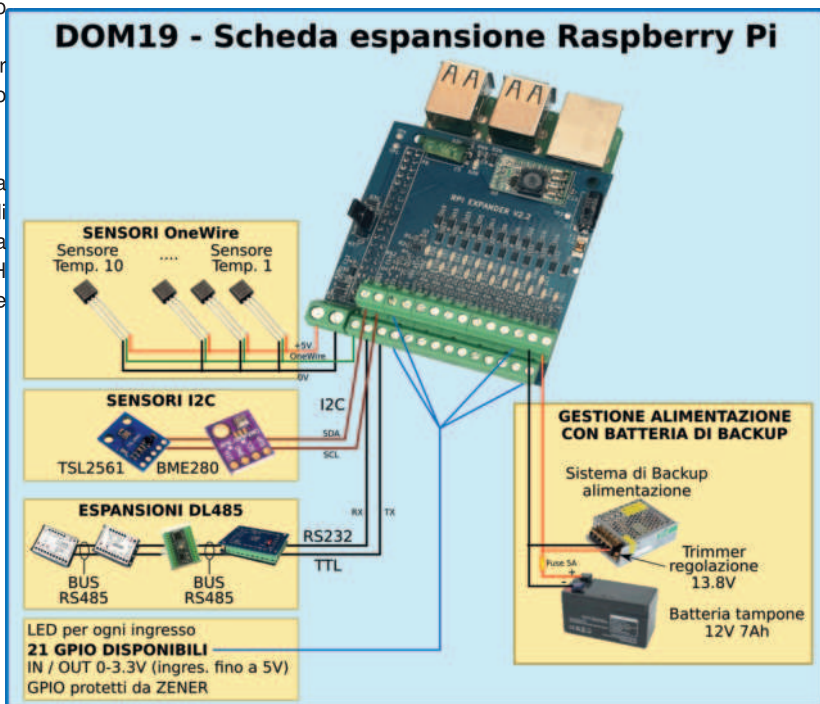 DOM19 - Scheda espansione Raspberry Pi
RPI EXPANDER V2.2
SENSORI OneWire
Sensore Temp. 10
....
Sensore Temp. 1
+5V
OneWire
0V
SENSORI I2C
I2C
SDA
SCL
TSL2561
BME280
ESPANSIONI DL485
RX
TX
RS232
TTL
BUS
RS485
BUS
RS485
LED per ogni ingresso
21 GPIO DISPONIBILI
IN / OUT 0-3.3V (ingres. fino a 5V)
GPIO protetti da ZENER
GESTIONE ALIMENTAZIONE
CON BATTERIA DI BACKUP
Sistema di Backup
alimentazione
Fuse 5A
+
-
Trimmer
regolazione
13.8V
Batteria tampone
12V 7Ah